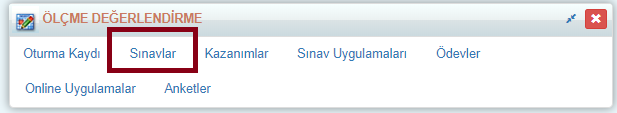 ÖLÇME DEĞERLENDİRME
Oturma Kaydı Sınavlar Kazanımlar Sınav Uygulamaları Ödevler
Online Uygulamalar Anketler